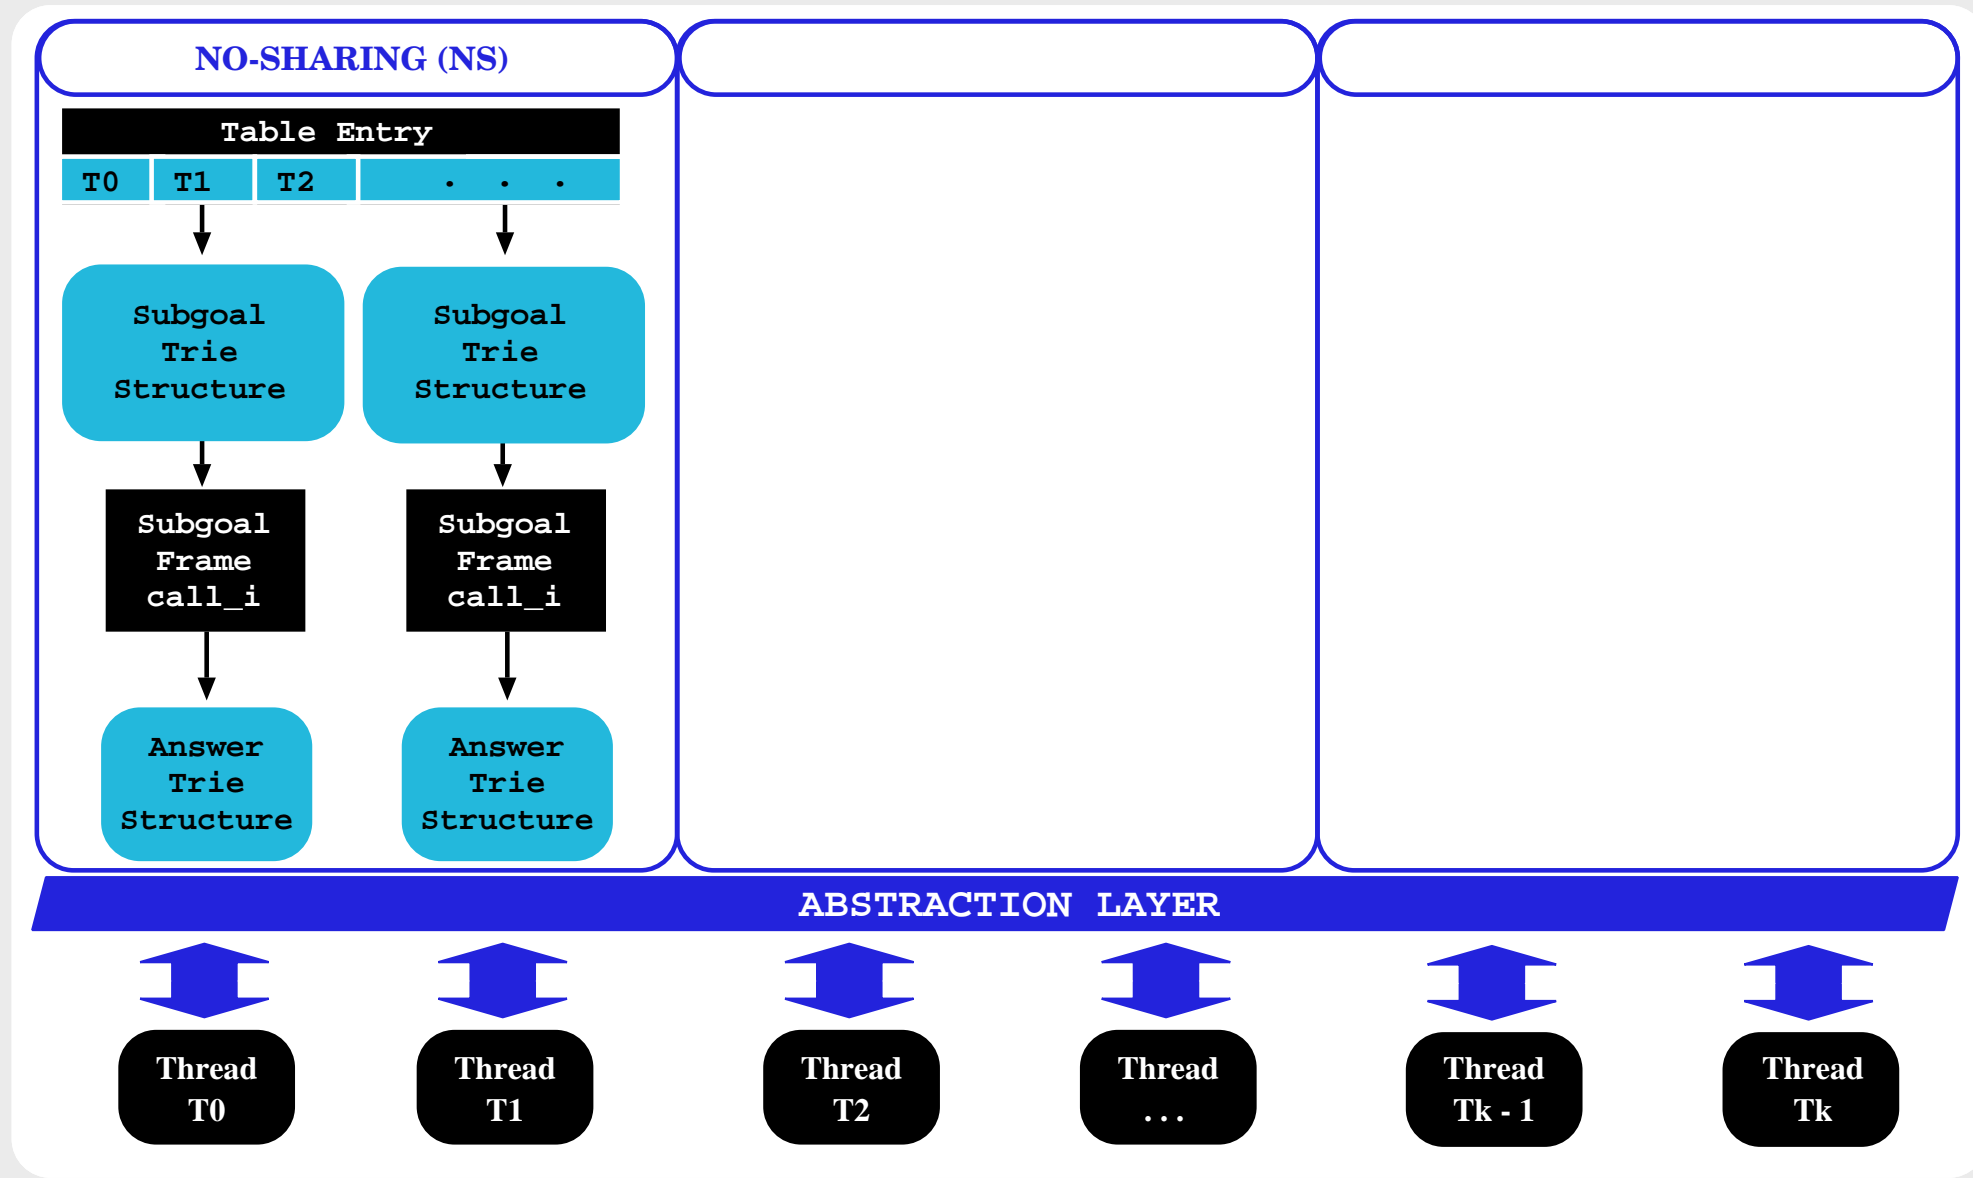 NO-SHARING (NS)
Table Entry
T0 T1 T2 . . .
Subgoal
Trie
Structure
Subgoal
Trie
Structure
Subgoal
Frame
call_i
Subgoal
Frame
call_i
Answer
Trie
Structure
Answer
Trie
Structure
ABSTRACTION LAYER
Thread
T0
Thread
T1
Thread
T2
Thread
. . .
Thread
Tk - 1
Thread
Tk